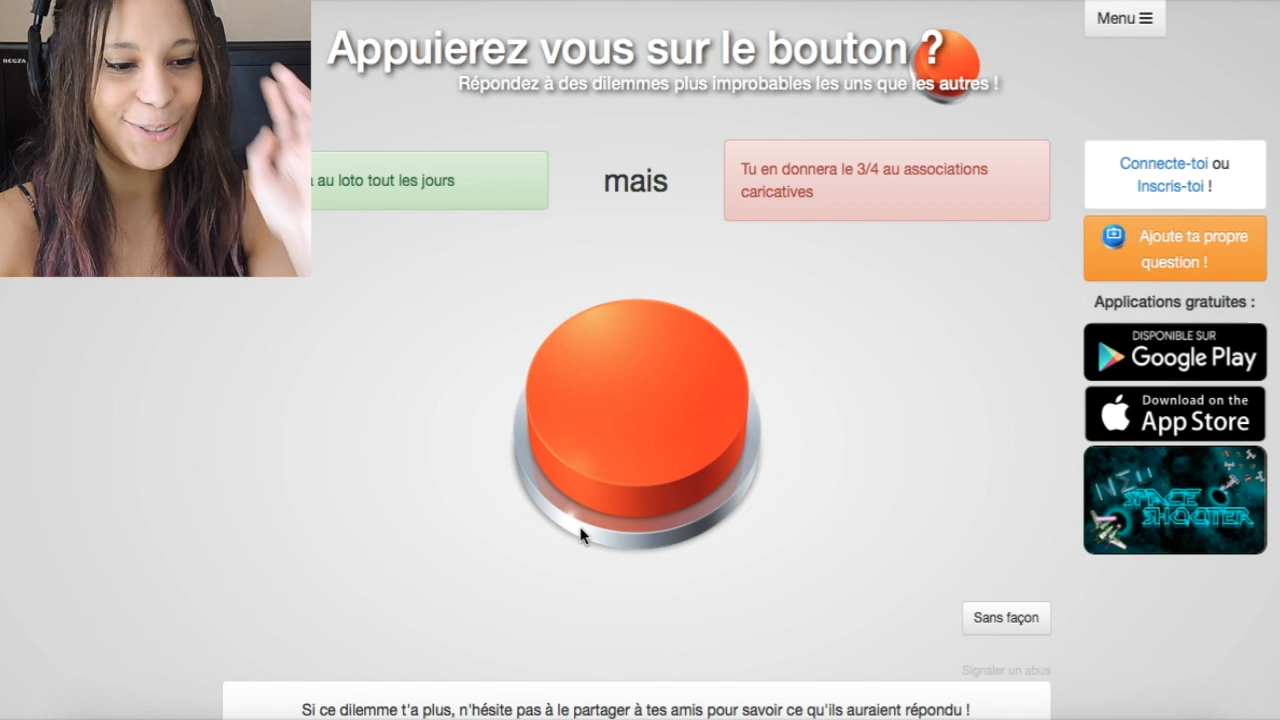 Menu
Appuierez vous sur le bouton ?
Répondez à des dilemmes plus improbables les uns que les autres !
REGZA
au loto tout les jours
mais
Tu en donnera le 3/4 au associations
caricatives
Connecte-toi ou
Inscris-toi !
Ajoute ta propre
question !
Applications gratuites :
DISPONIBLE SUR
Google Play
Download on the
App Store
NEW
SPACE
SHOOTER
Sans façon
Signaler un abus
Si ce dilemme t'a plus, n'hésite pas à le partager à tes amis pour savoir ce qu'ils auraient répondu !